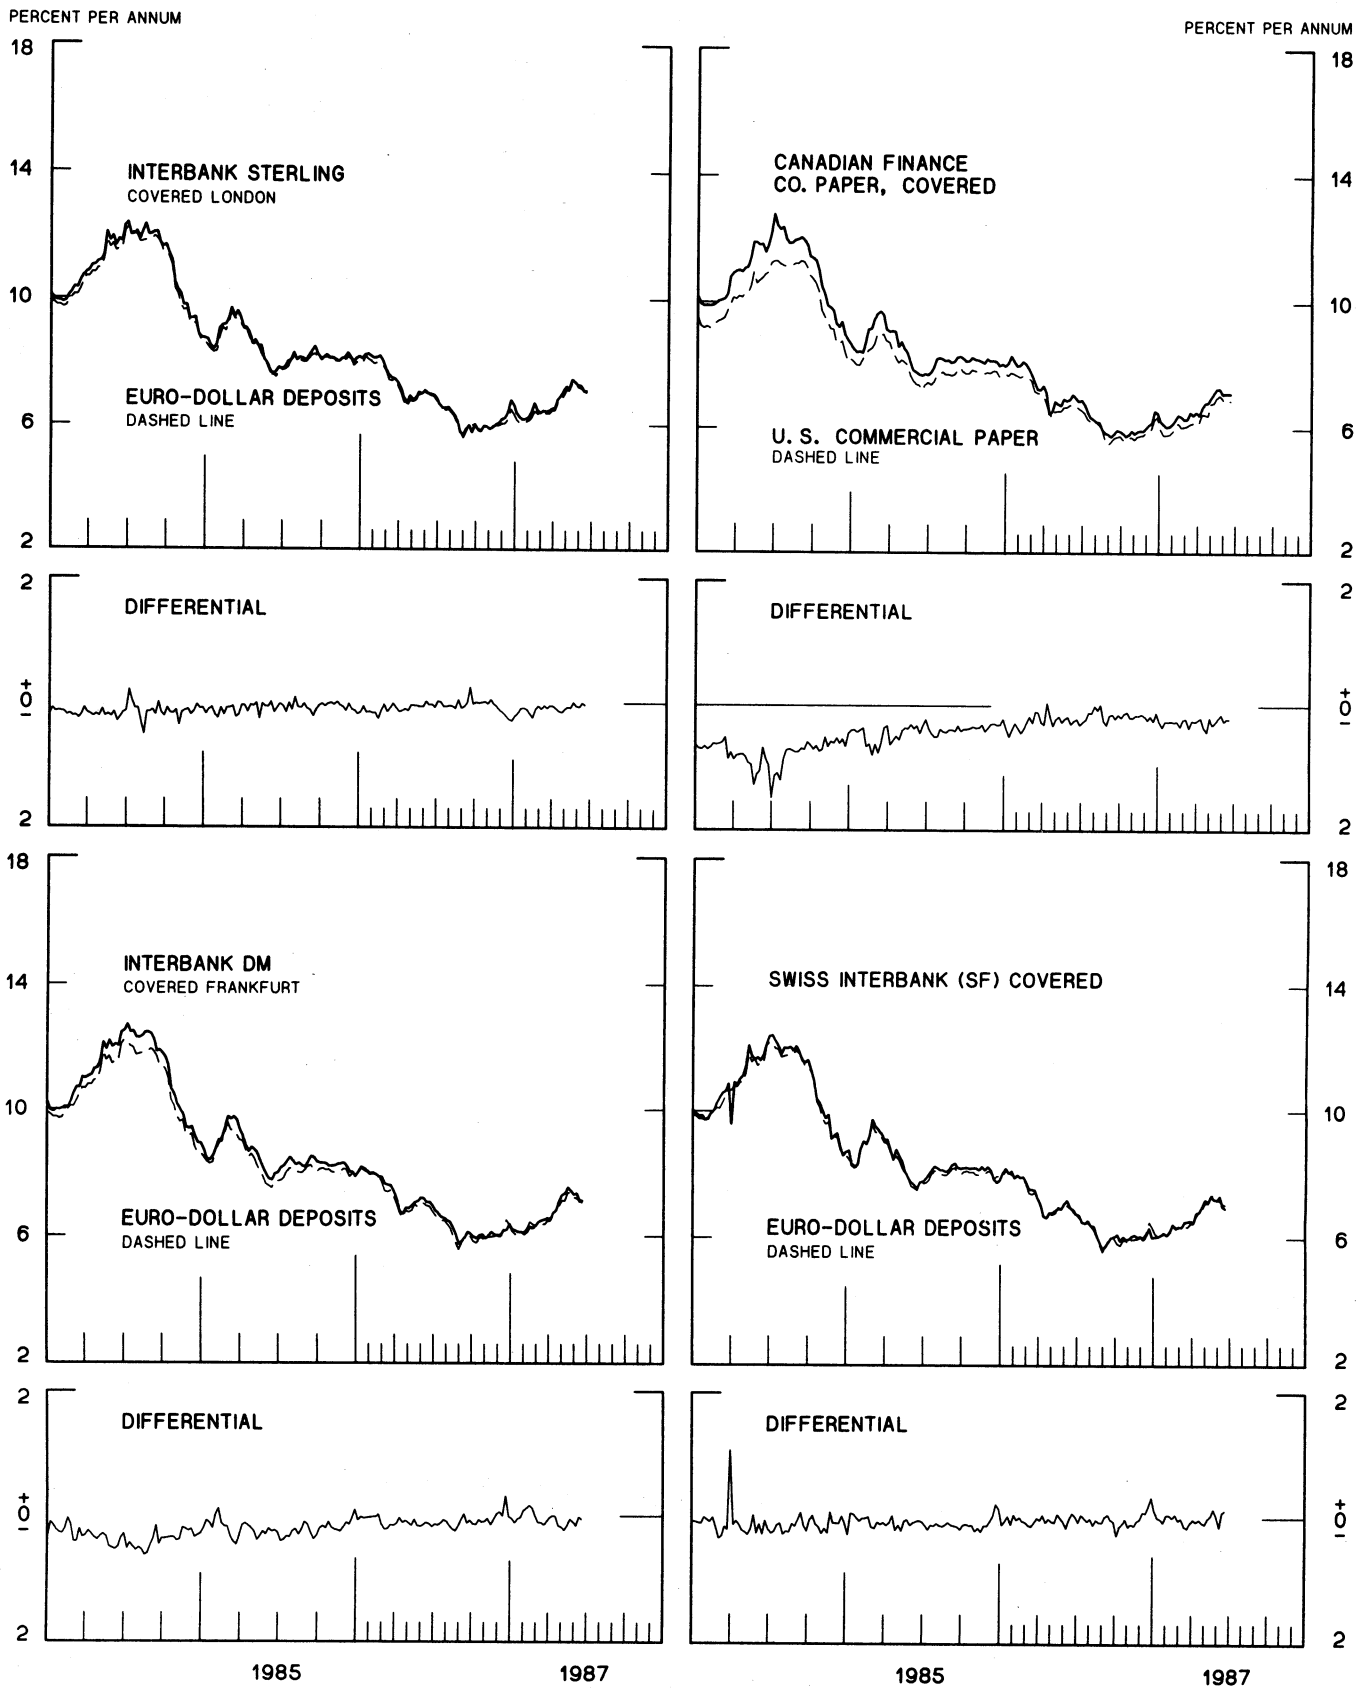 PERCENT PER ANNUM
PERCENT PER ANNUM
18
14
10
6
2
INTERBANK STERLING
COVERED LONDON
EURO-DOLLAR DEPOSITS
DASHED LINE
18
14
10
6
2
CANADIAN FINANCE
CO. PAPER, COVERED
U. S. COMMERCIAL PAPER
DASHED LINE
2
+
0
−
2
DIFFERENTIAL
2
+
0
−
2
DIFFERENTIAL
18
14
10
6
2
INTERBANK DM
COVERED FRANKFURT
EURO-DOLLAR DEPOSITS
DASHED LINE
18
14
10
6
2
SWISS INTERBANK (SF) COVERED
EURO-DOLLAR DEPOSITS
DASHED LINE
2
+
0
−
2
DIFFERENTIAL
2
+
0
−
2
DIFFERENTIAL
1985
1987
1985
1987